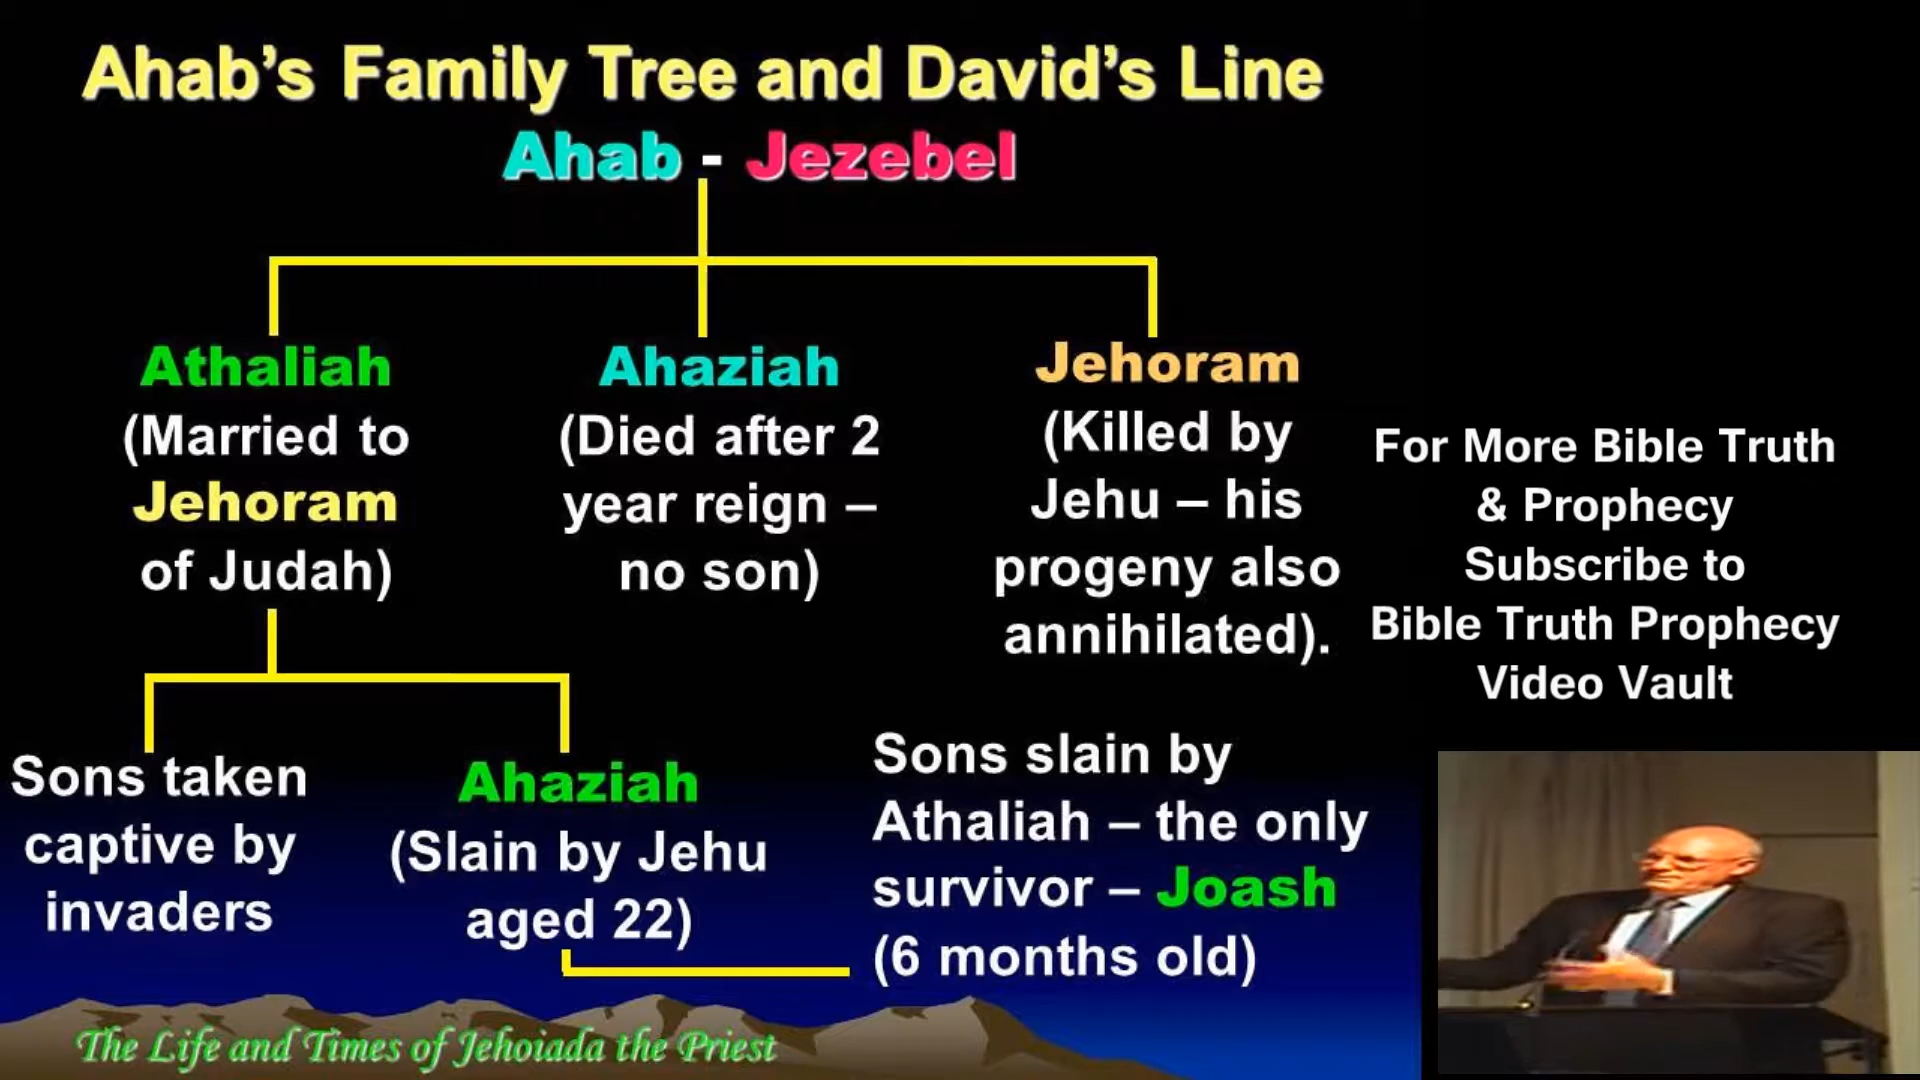 Ahab's Family Tree and David's Line
Ahab - Jezebel
Athaliah
(Married to
Jehoram
of Judah)
Ahaziah
(Died after 2
year reign –
no son)
Jehoram
(Killed by
Jehu – his
progeny also
annihilated).
For More Bible Truth
& Prophecy
Subscribe to
Bible Truth Prophecy
Video Vault
Sons taken
captive by
invaders
Ahaziah
(Slain by Jehu
aged 22)
Sons slain by
Athaliah – the only
survivor – Joash
(6 months old)
The Life and Times of Jehoiada the Priest